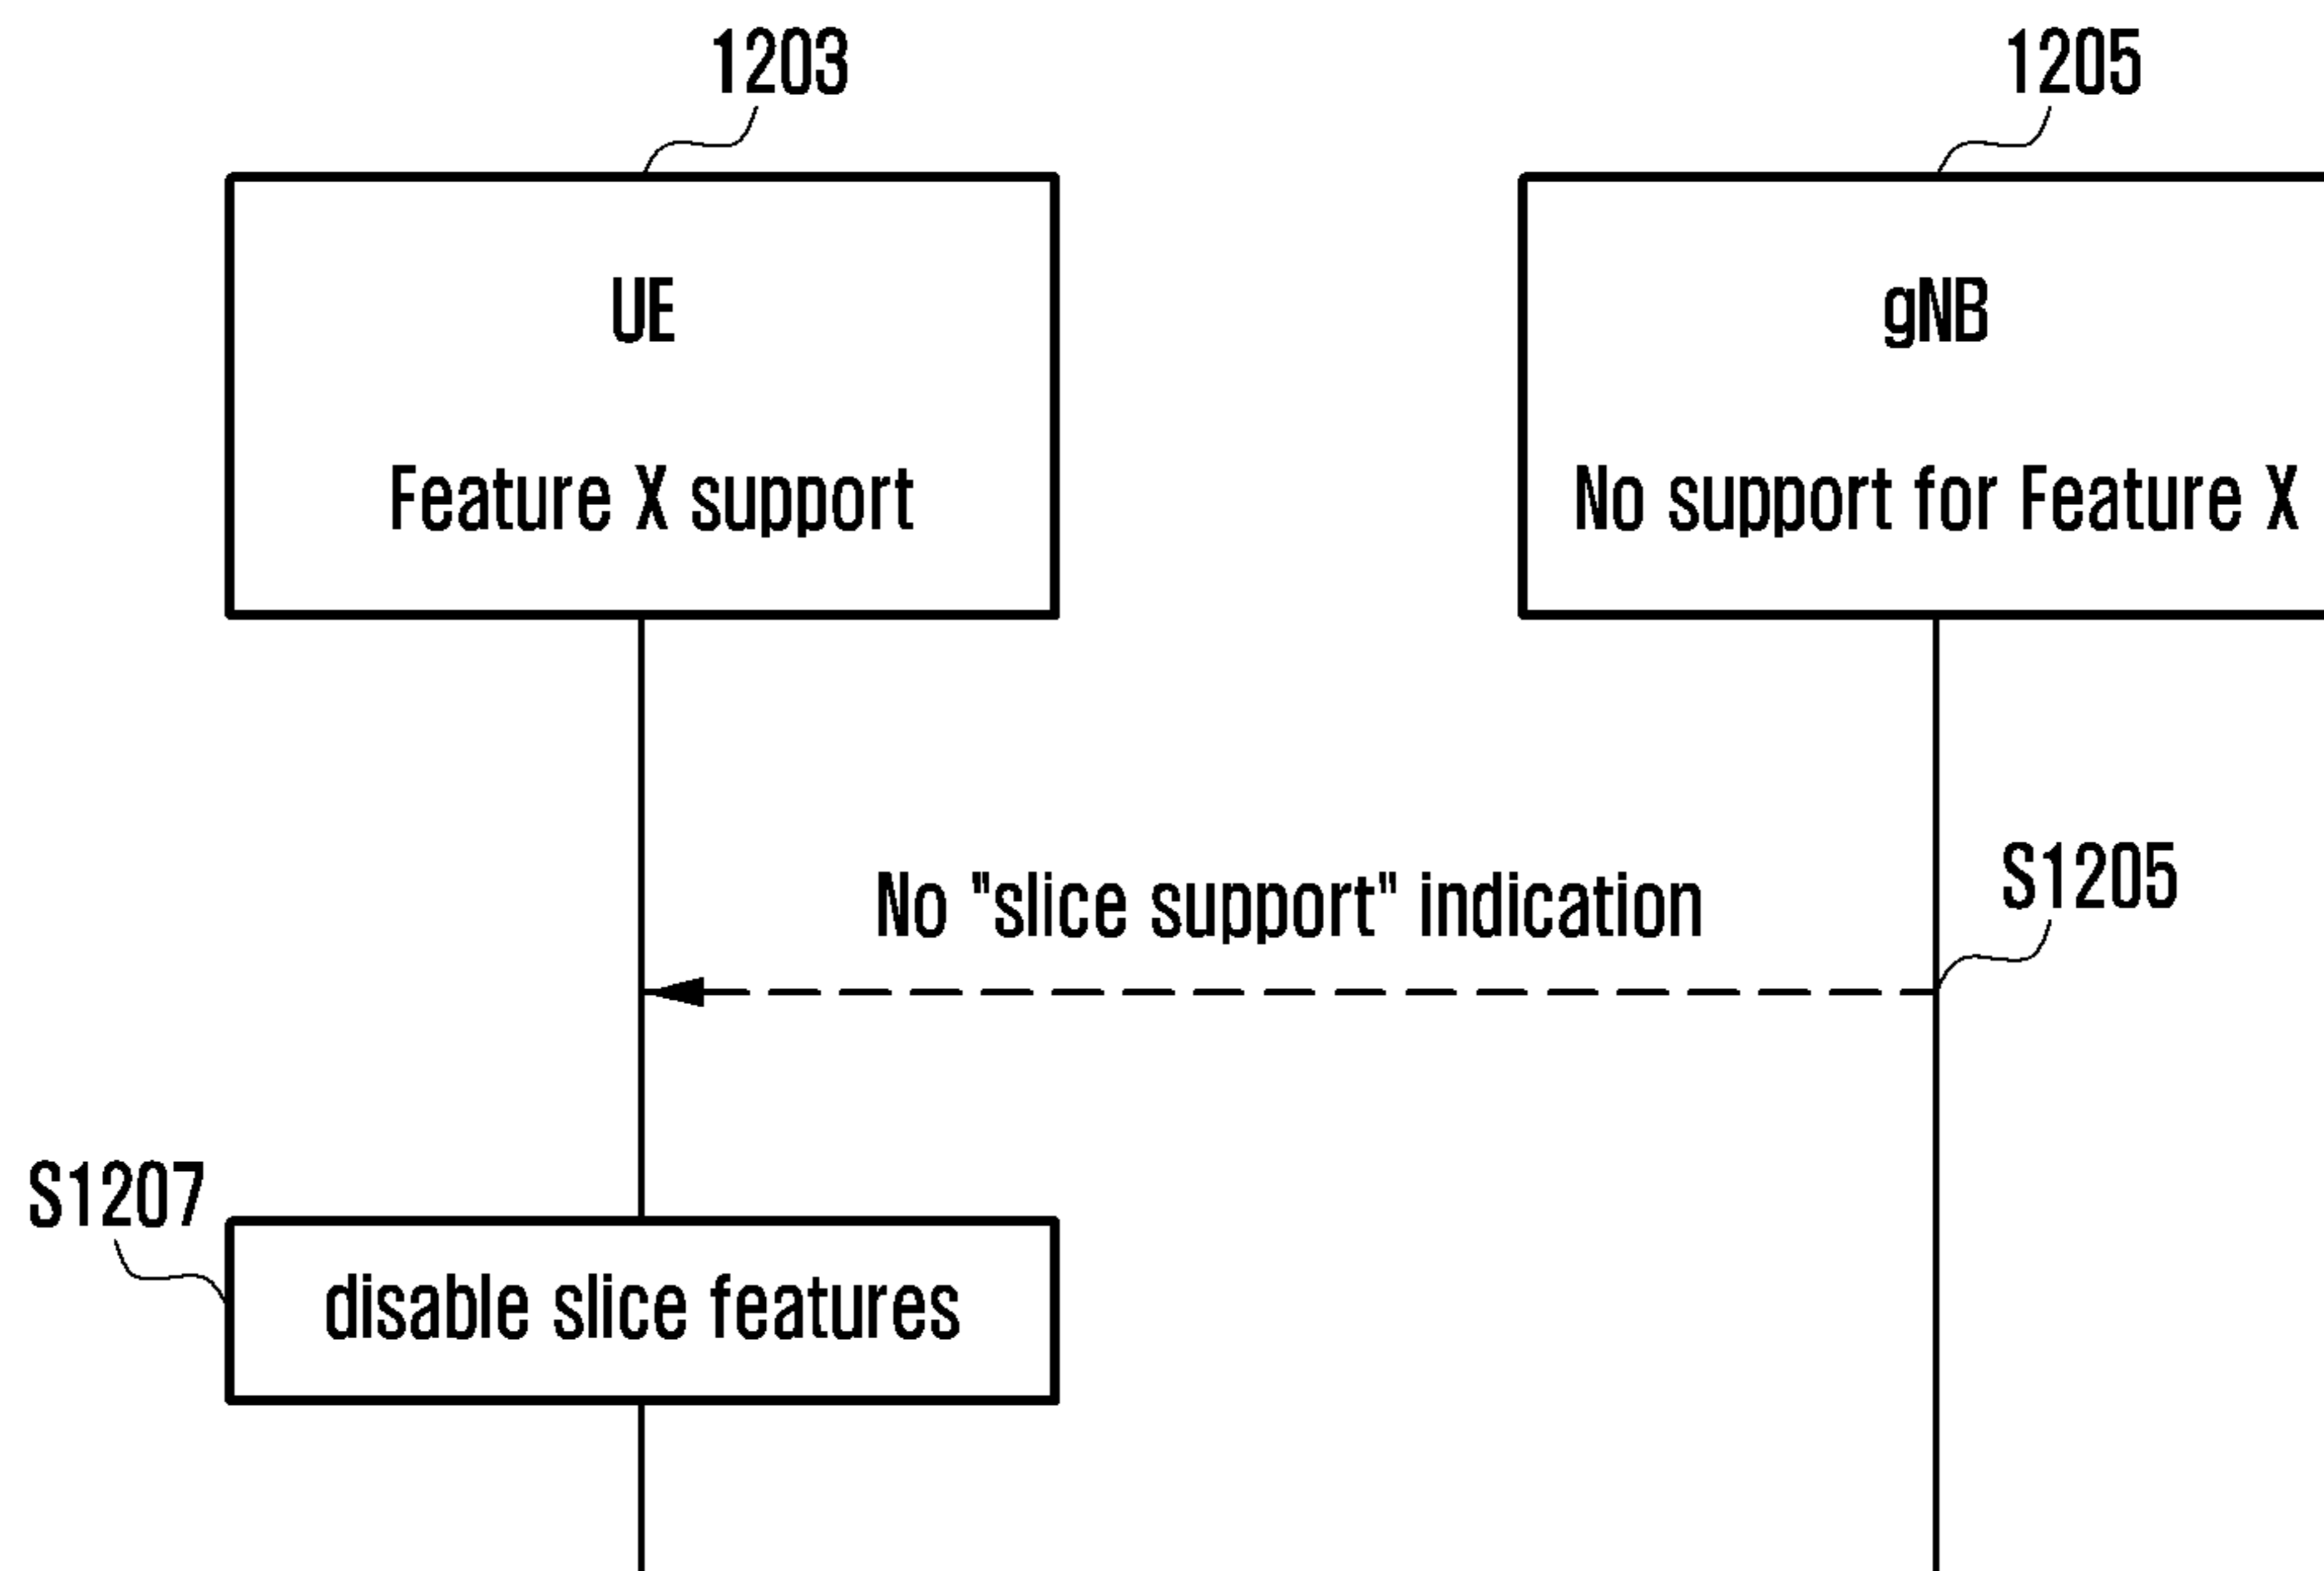 1203
1205
UE
gNB
Feature X support
No support for Feature X
No "slice support" indication
S1205
S1207
disable slice features